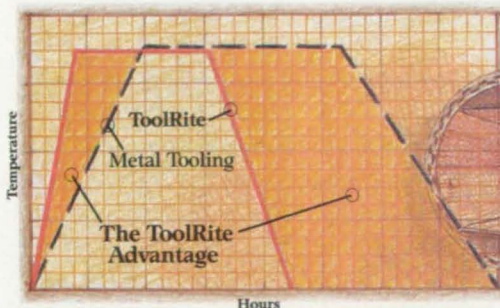 Temperature
ToolRite
Metal Tooling
The ToolRite
Advantage
Hours